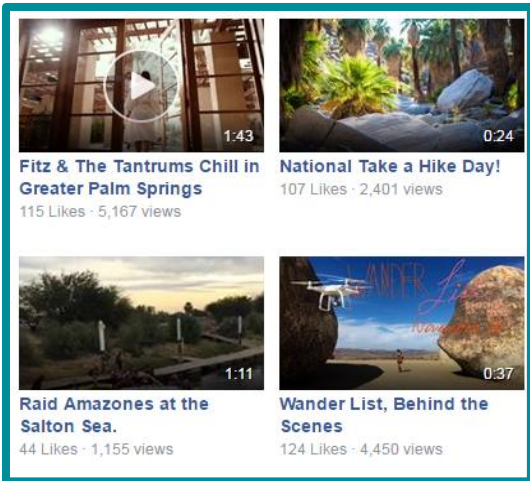 1:43
0:24
Fitz & The Tantrums Chill in
Greater Palm Springs
115 Likes · 5,167 views
National Take a Hike Day!
107 Likes · 2,401 views
1:11
WANDER List
0:37
Raid Amazones at the
Salton Sea.
44 Likes · 1,155 views
Wander List, Behind the
Scenes
124 Likes · 4,450 views